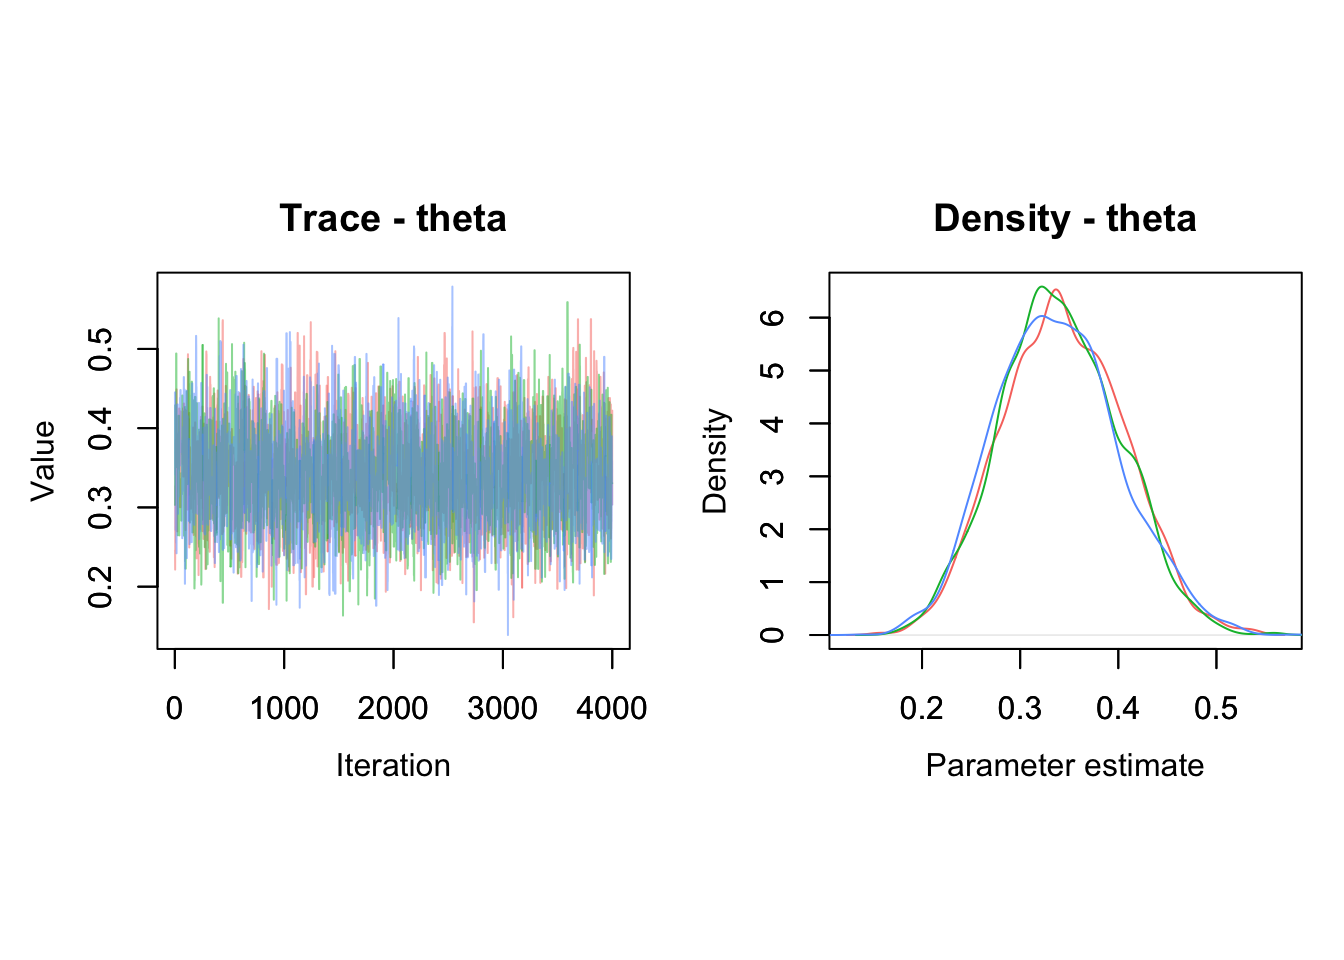 Trace - theta
Value
0.2 0.3 0.4 0.5
0 1000 2000 3000 4000
Iteration
Density - theta
Density
0 1 2 3 4 5 6
0.2 0.3 0.4 0.5
Parameter estimate